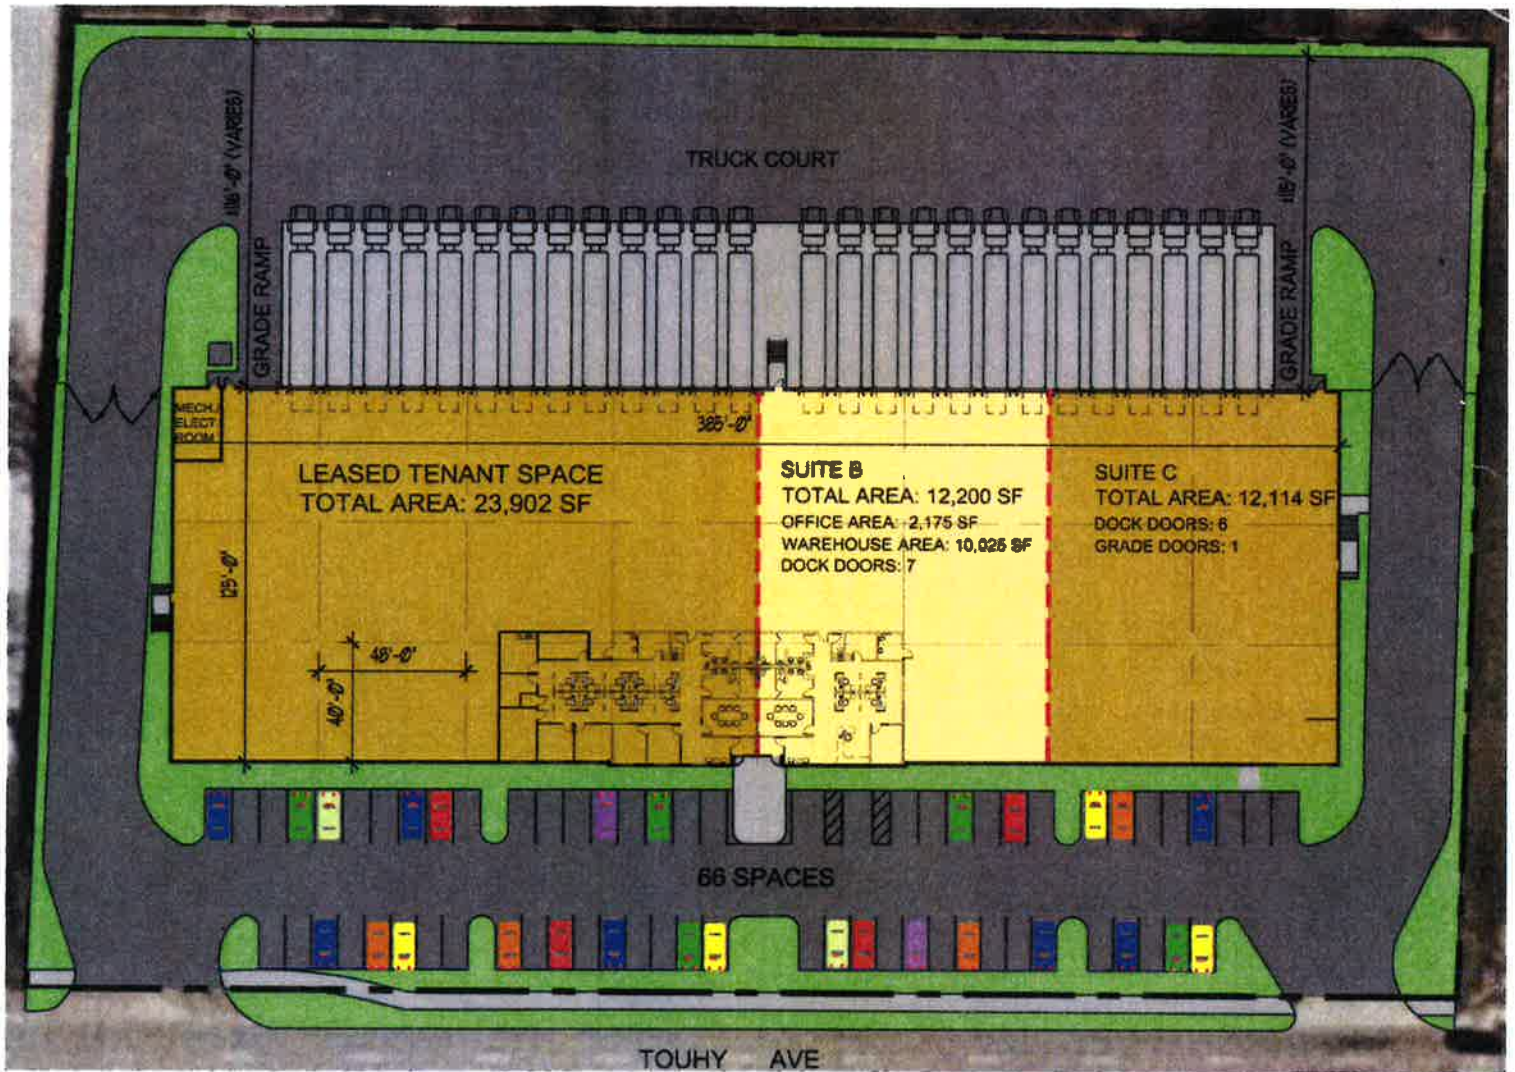 TRUCK COURT
118'-0" (VARIES)
118'-0" (VARIES)
GRADE RAMP
GRADE RAMP
MECH./
ELECT
ROOM
385'-0"
LEASED TENANT SPACE
TOTAL AREA: 23,902 SF
SUITE B
TOTAL AREA: 12,200 SF
OFFICE AREA: 2,175 SF
WAREHOUSE AREA: 10,025 SF
DOCK DOORS: 7
SUITE C
TOTAL AREA: 12,114 SF
DOCK DOORS: 6
GRADE DOORS: 1
125'-0"
48'-0"
40'-0"
66 SPACES
TOUHY AVE